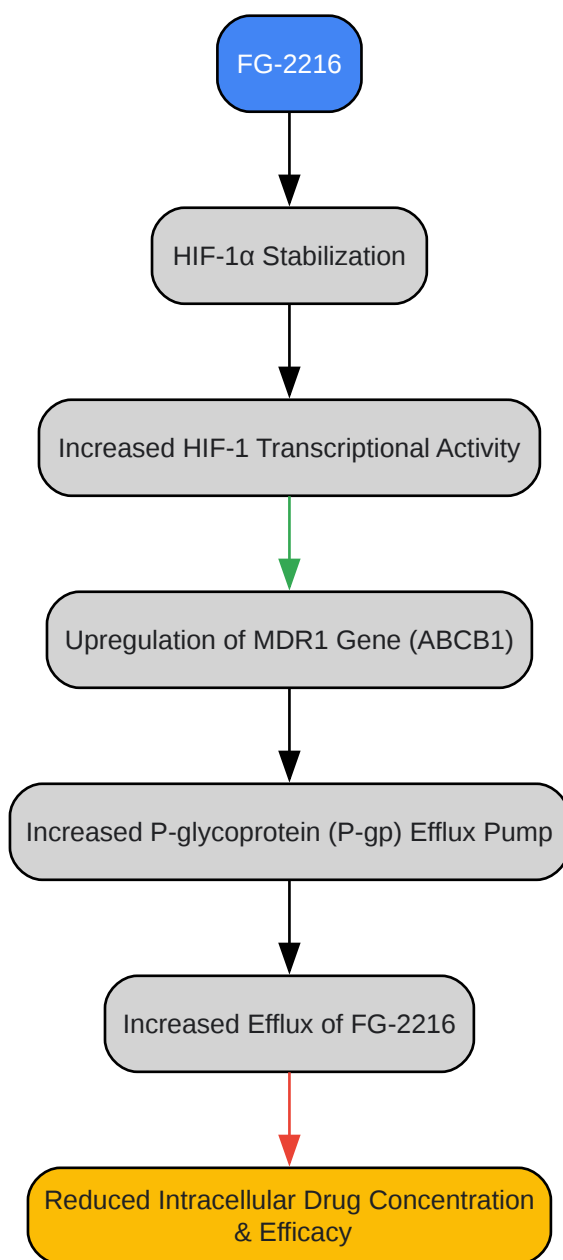 FG-2216
HIF-1α Stabilization
Increased HIF-1 Transcriptional Activity
Upregulation of MDR1 Gene (ABCB1)
Increased P-glycoprotein (P-gp) Efflux Pump
Increased Efflux of FG-2216
Reduced Intracellular Drug Concentration
& Efficacy